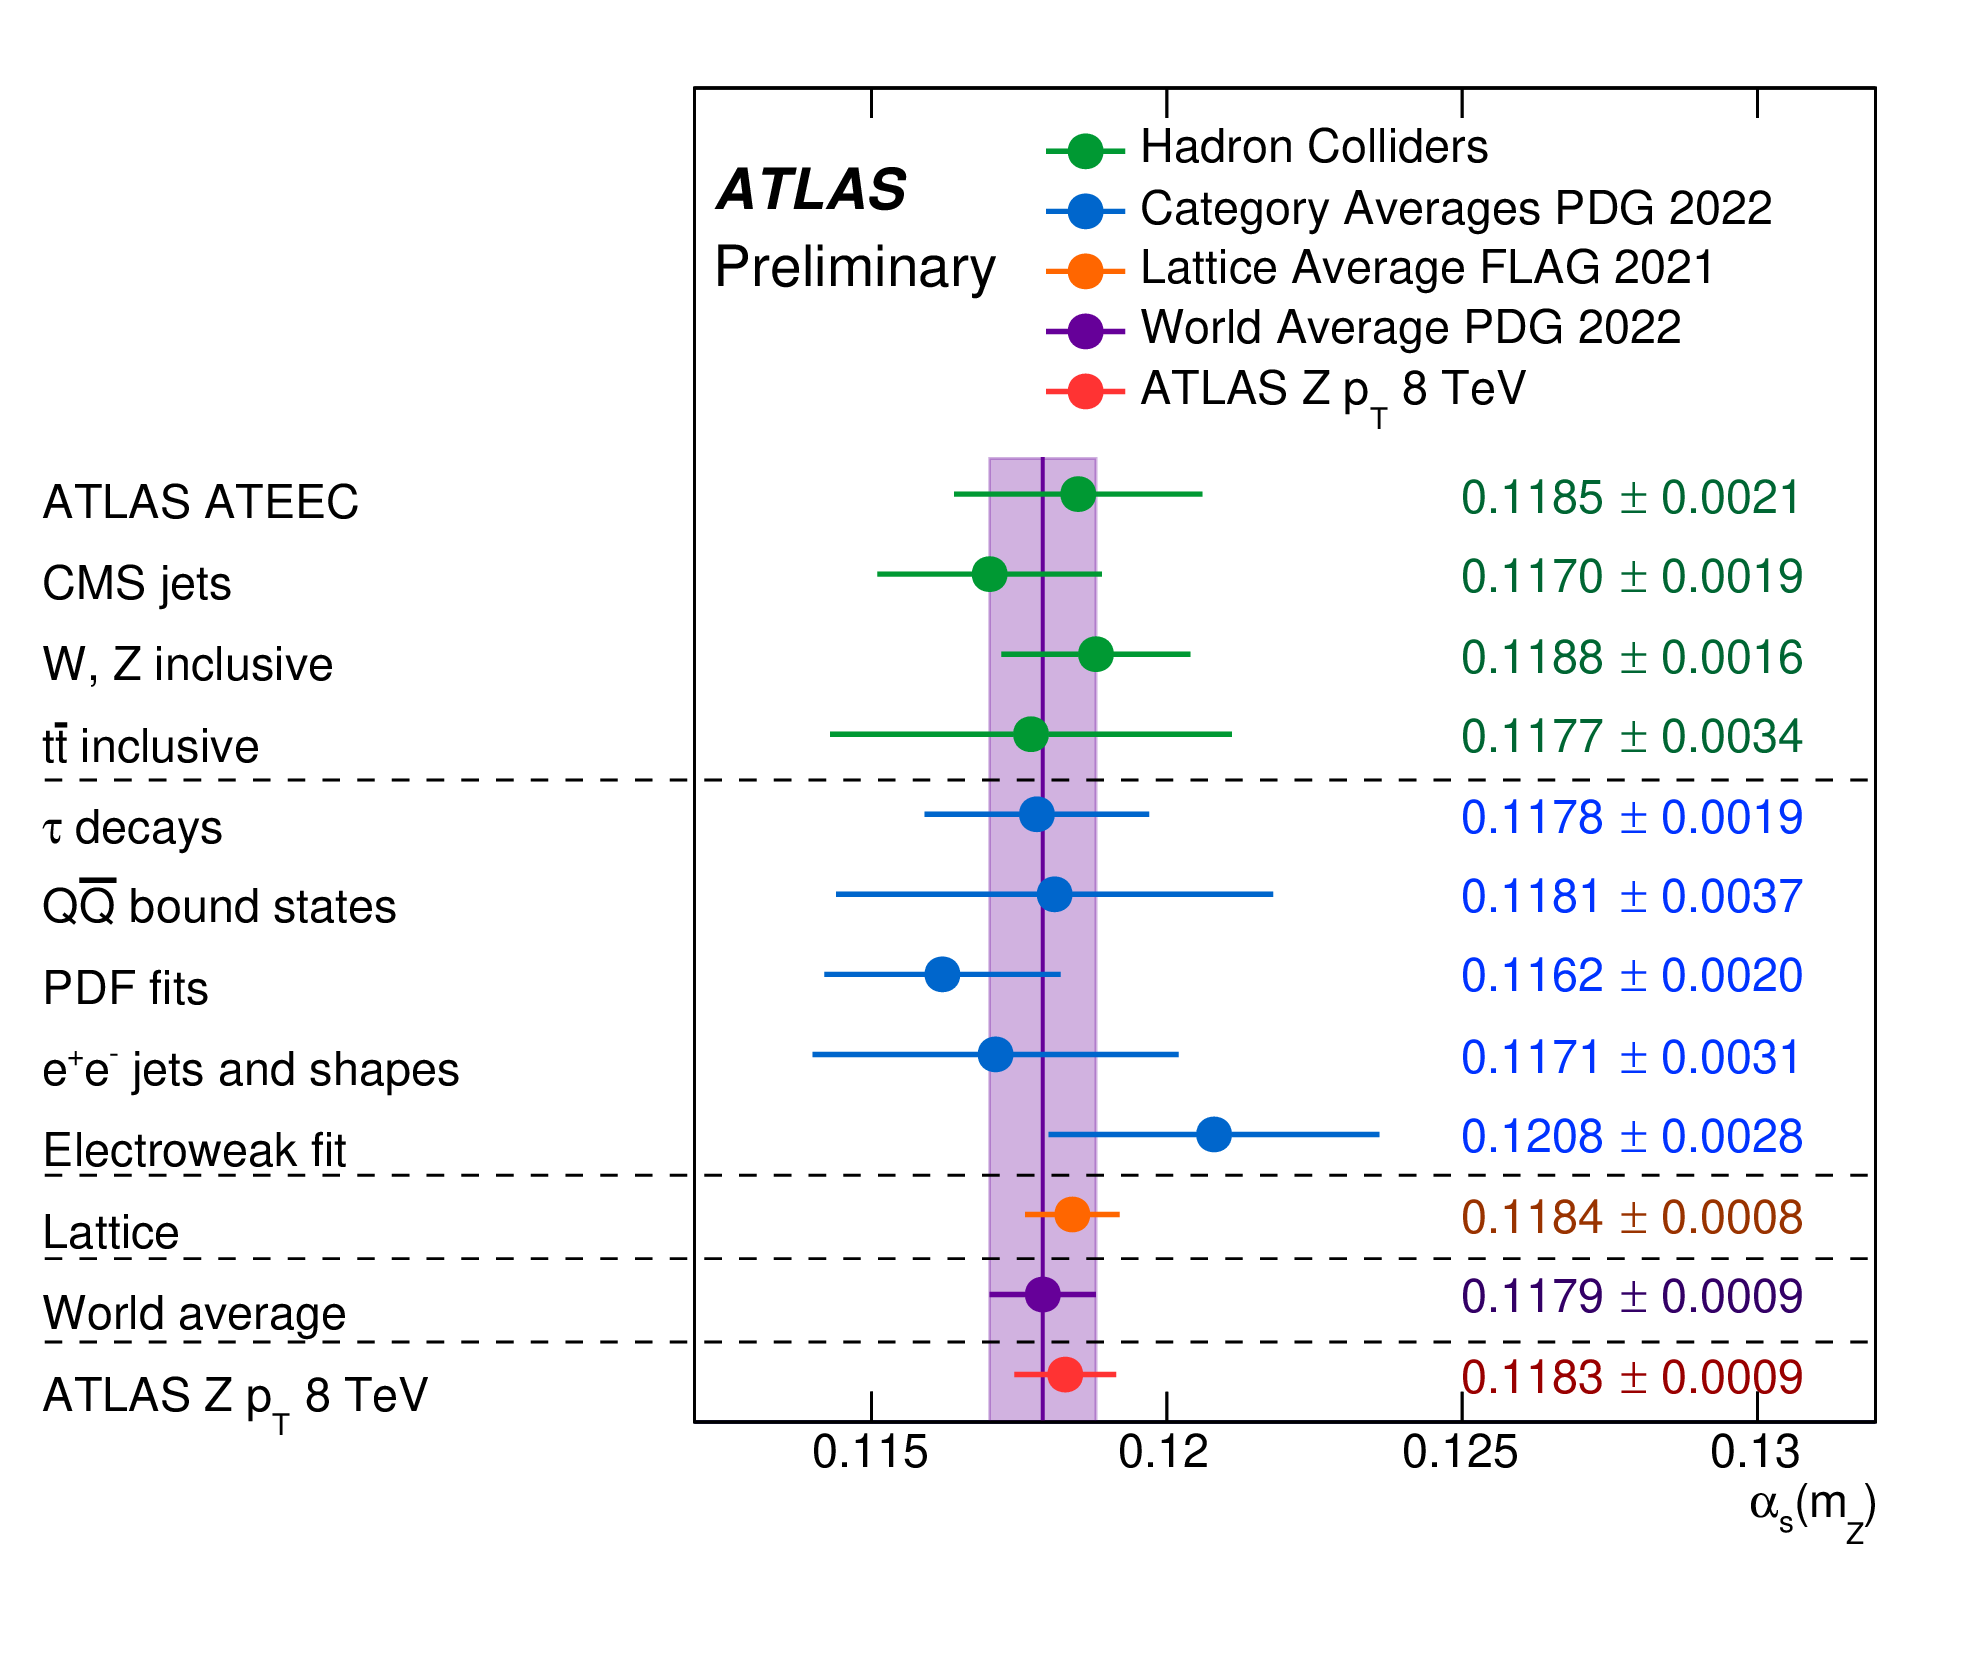 ATLAS
Preliminary
Hadron Colliders
Category Averages PDG 2022
Lattice Average FLAG 2021
World Average PDG 2022
ATLAS Z p_T 8 TeV
ATLAS ATEEC 0.1185 ± 0.0021
CMS jets 0.1170 ± 0.0019
W, Z inclusive 0.1188 ± 0.0016
tt̄ inclusive 0.1177 ± 0.0034
τ decays 0.1178 ± 0.0019
QQ̅ bound states 0.1181 ± 0.0037
PDF fits 0.1162 ± 0.0020
e⁺e⁻ jets and shapes 0.1171 ± 0.0031
Electroweak fit 0.1208 ± 0.0028
Lattice 0.1184 ± 0.0008
World average 0.1179 ± 0.0009
ATLAS Z p_T 8 TeV 0.1183 ± 0.0009
0.115 0.12 0.125 0.13
α_s(m_Z)